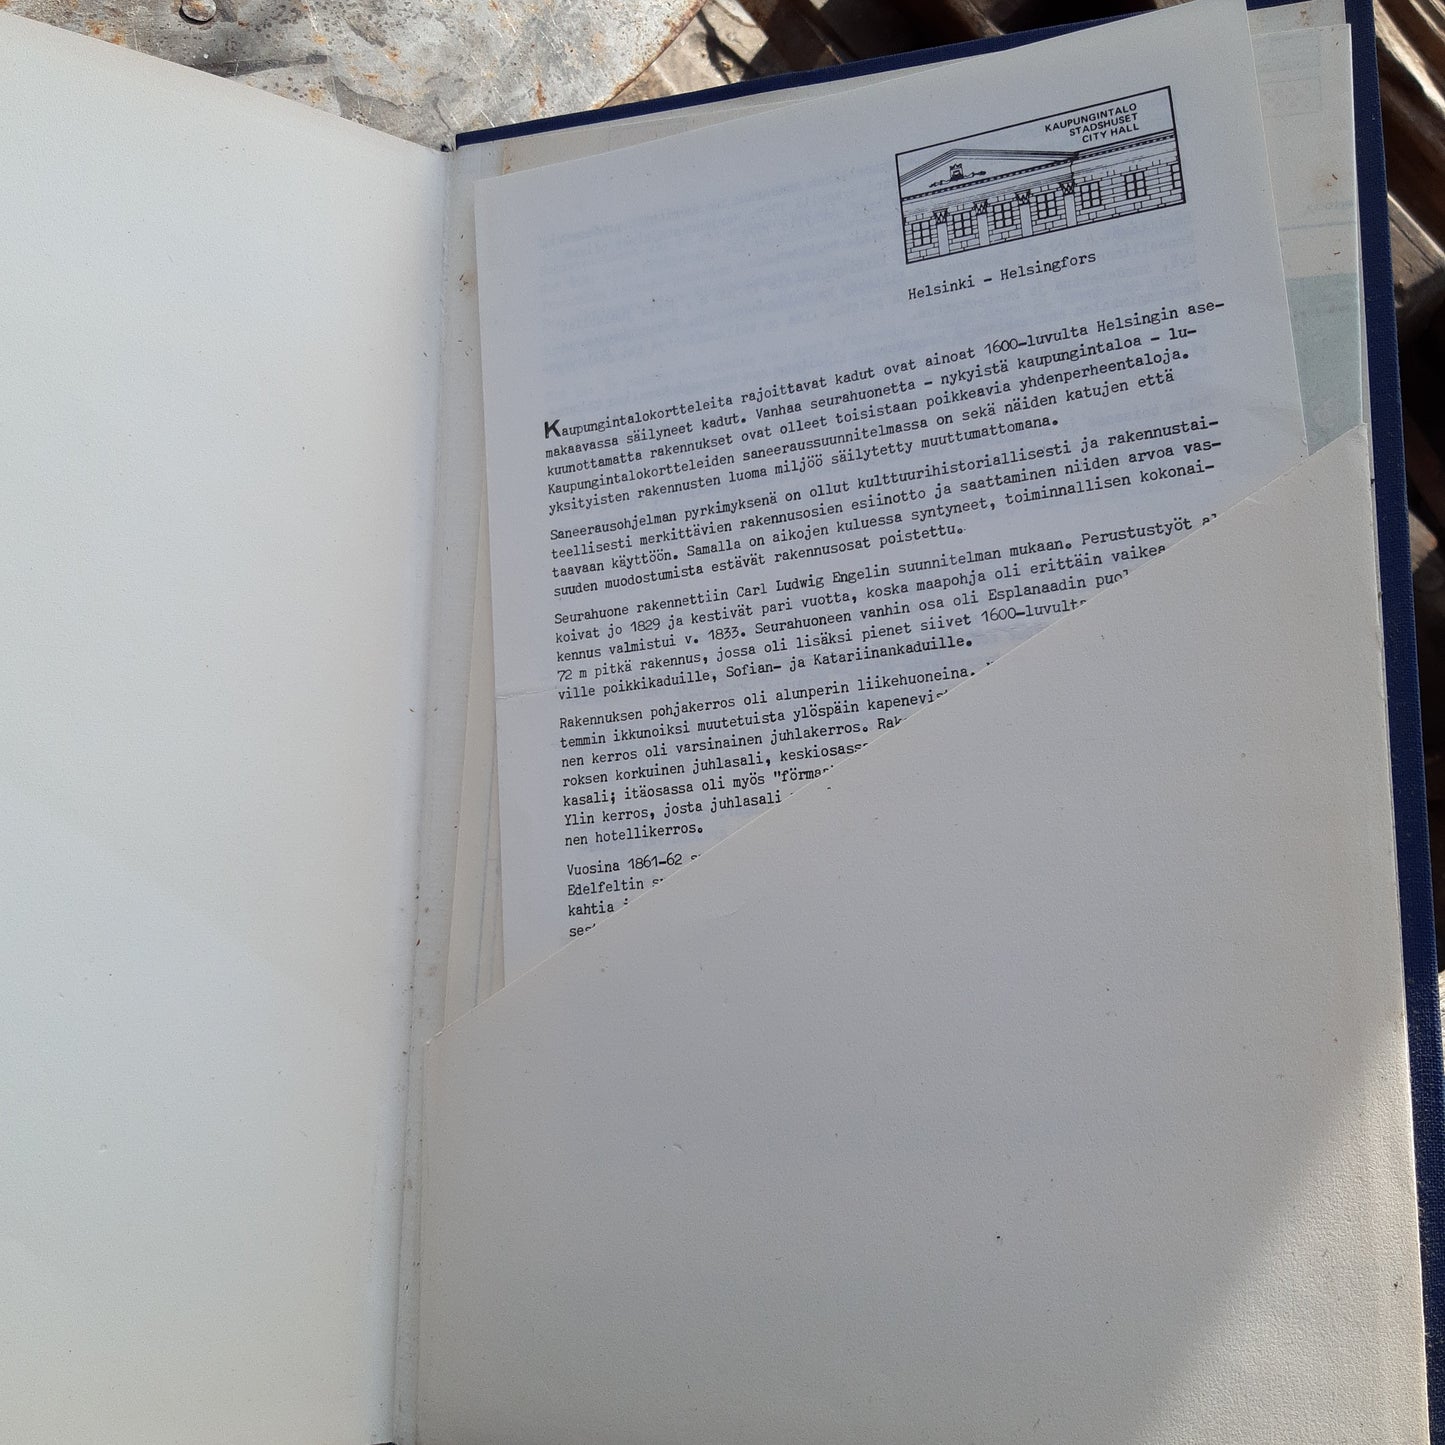 KAUPUNGINTALO
STADSHUSET
CITY HALL
Helsinki - Helsingfors
Kaupungintalokortteleita rajoittavat kadut ovat ainoat 1600-luvulta Helsingin ase-
makaavassa säilyneet kadut. Vanhaa seurahuonetta - nykyistä kaupungintaloa - lu-
kuunottamatta rakennukset ovat olleet toisistaan poikkeavia yhdenperheentaloja.
Kaupungintalokortteleiden saneeraussuunnitelmassa on sekä näiden katujen että
yksityisten rakennusten luoma miljöö säilytetty muuttumattomana.
Saneerausohjelman pyrkimyksenä on ollut kulttuurihistoriallisesti ja rakennustai-
teellisesti merkittävien rakennusosien esiinotto ja saattaminen niiden arvoa vas-
taavaan käyttöön. Samalla on aikojen kuluessa syntyneet, toiminnallisen kokonai-
suuden muodostumista estävät rakennusosat poistettu.
Seurahuone rakennettiin Carl Ludwig Engelin suunnitelman mukaan. Perustustyöt
koivat jo 1829 ja kestivät pari vuotta, koska maapohja oli erittäin
kennus valmistui v. 1833. Seurahuoneen vanhin osa oli Esplanaadin
72 m pitkä rakennus, jossa oli lisäksi pienet siivet 1600-luvulta
ville poikkikaduille, Sofian- ja Katariinankaduille.
Rakennuksen pohjakerros oli alunperin liikehuoneina.
temmin ikkunoiksi muutetuista ylöspäin
nen kerros oli varsinainen juhlakerros.
roksen korkuinen juhlasali,
kasali; itäosassa oli myös
Ylin kerros, josta juhlasali
nen hotellikerros.
Vuosina 1861-62
Edelfeltin
kahtia